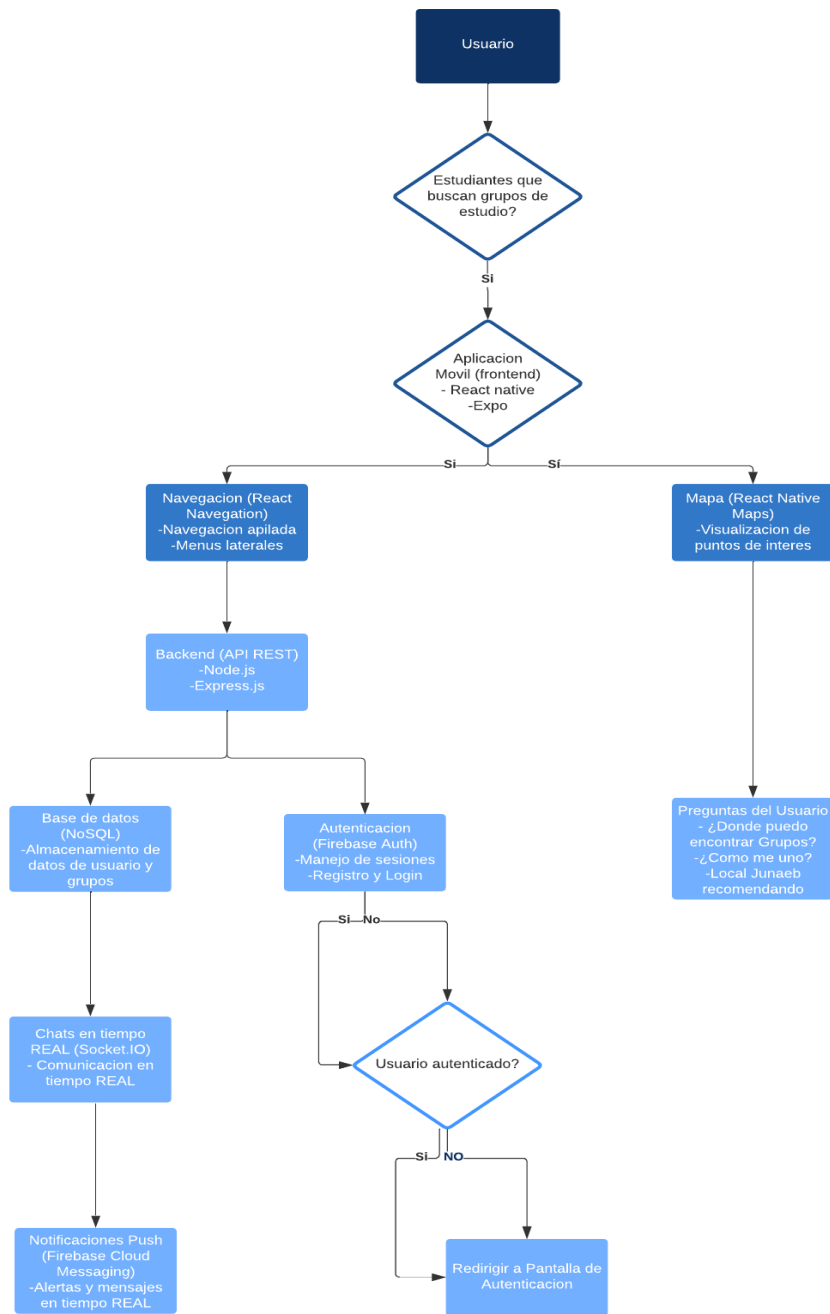 Usuario
Estudiantes que
buscan grupos de
estudio?
Si
Aplicacion
Movil (frontend)
- React native
-Expo
Si
Sí
Navegacion (React
Navegation)
-Navegacion apilada
-Menus laterales
Mapa (React Native
Maps)
-Visualizacion de
puntos de interes
Backend (API REST)
-Node.js
-Express.js
Base de datos
(NoSQL)
-Almacenamiento de
datos de usuario y
grupos
Autenticacion
(Firebase Auth)
-Manejo de sesiones
-Registro y Login
Preguntas del Usuario
- ¿Donde puedo
encontrar Grupos?
-¿Como me uno?
-Local Junaeb
recomendando
Si
No
Chats en tiempo
REAL (Socket.IO)
- Comunicacion en
tiempo REAL
Usuario autenticado?
Si
NO
Notificaciones Push
(Firebase Cloud
Messaging)
-Alertas y mensajes
en tiempo REAL
Redirigir a Pantalla de
Autenticacion